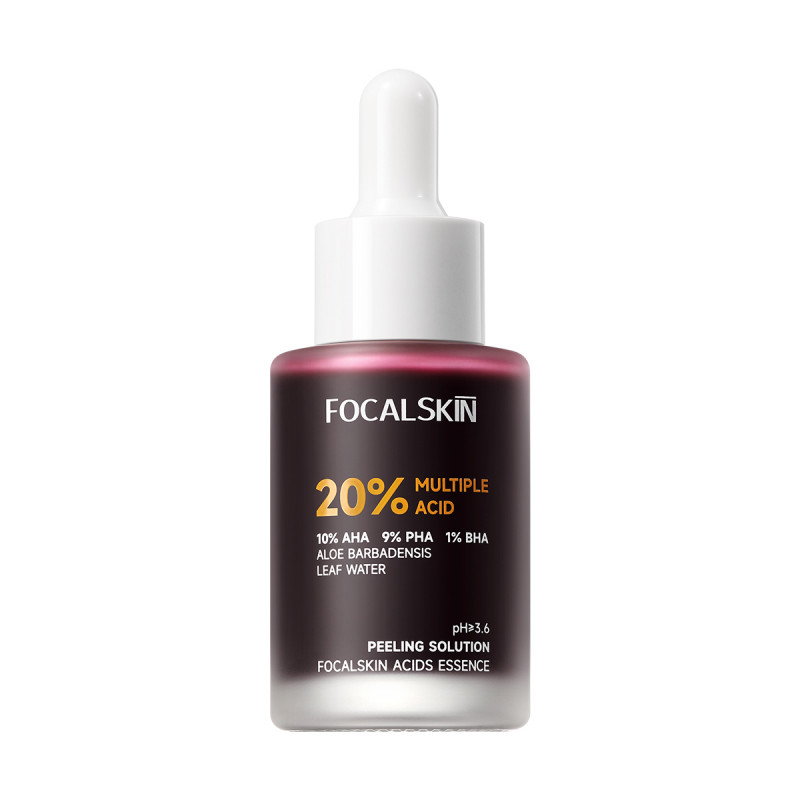 FOCALSKIN
20% MULTIPLE ACID
10% AHA 9% PHA 1% BHA
ALOE BARBADENSIS
LEAF WATER
pH≥3.6
PEELING SOLUTION
FOCALSKIN ACIDS ESSENCE